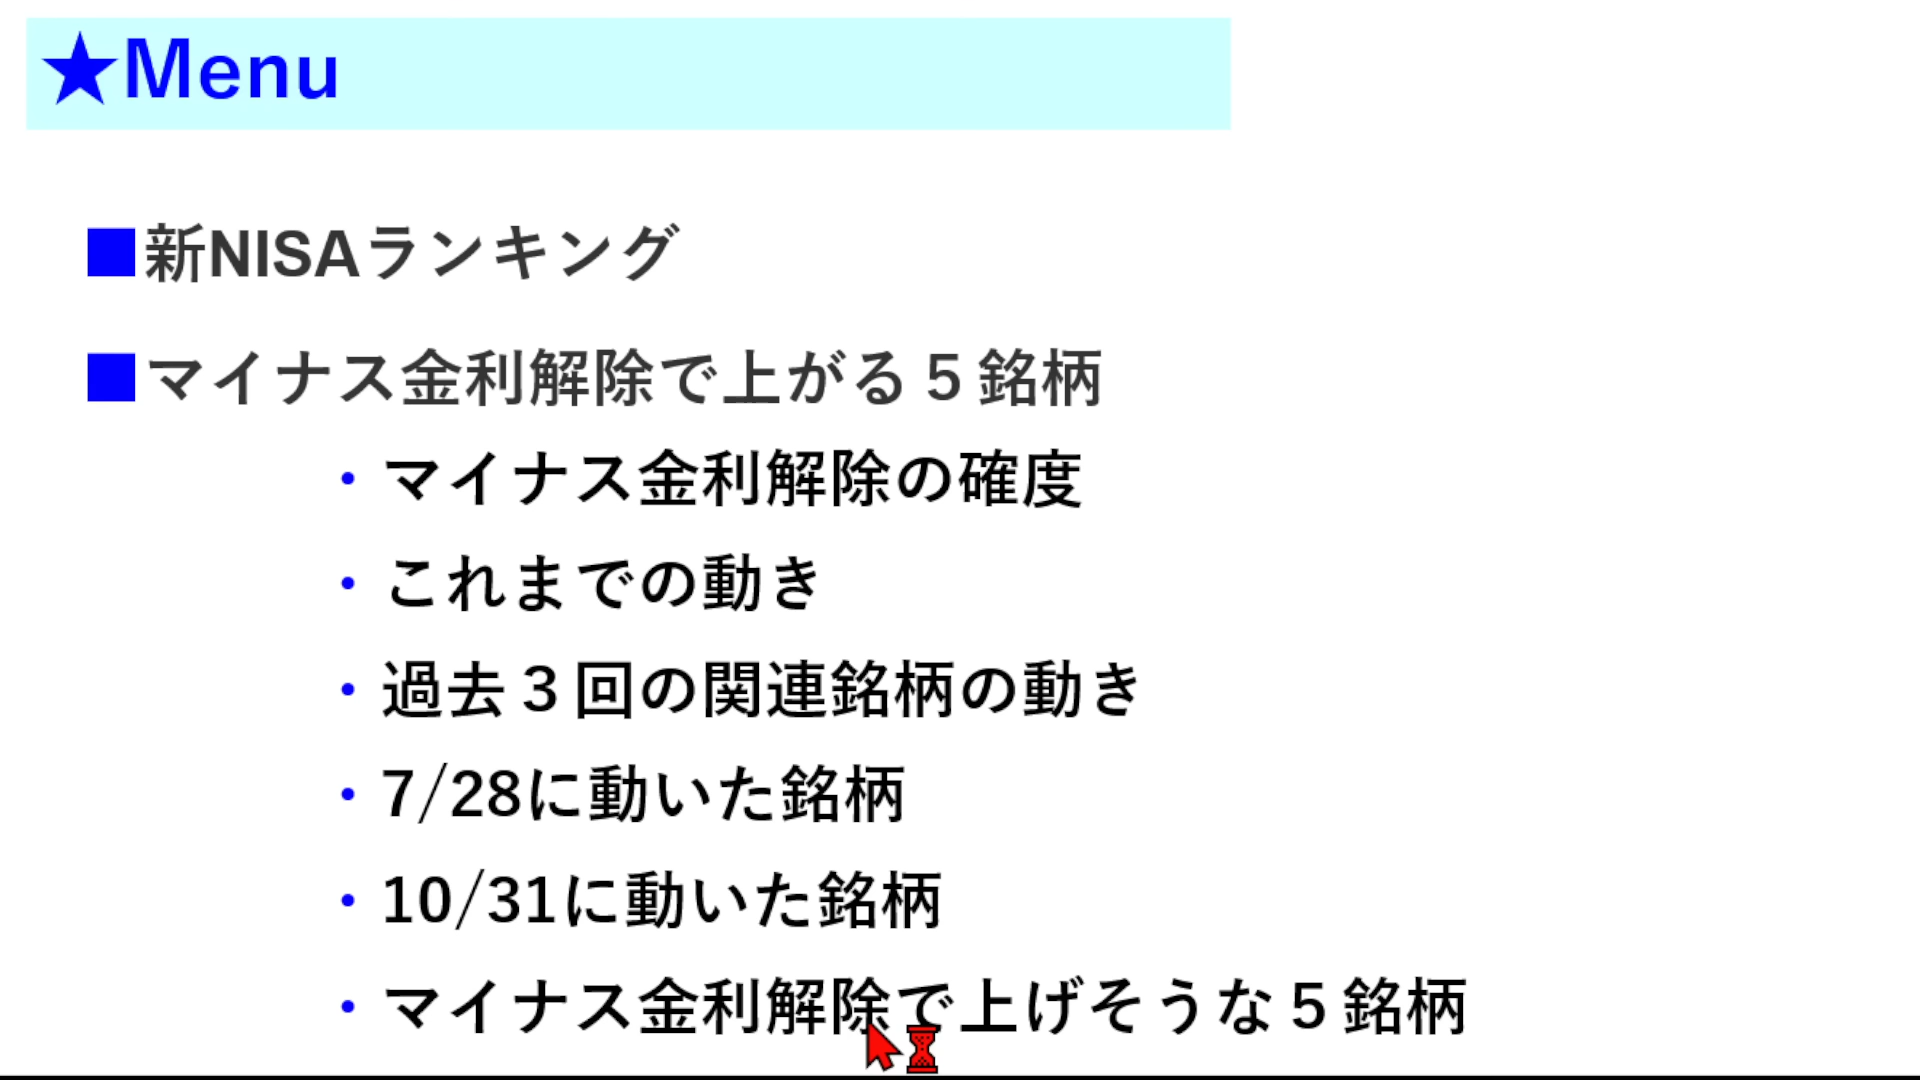 ★Menu
■新NISAランキング
■マイナス金利解除で上がる５銘柄
・マイナス金利解除の確度
・これまでの動き
・過去３回の関連銘柄の動き
・7/28に動いた銘柄
・10/31に動いた銘柄
・マイナス金利解除で上げそうな５銘柄